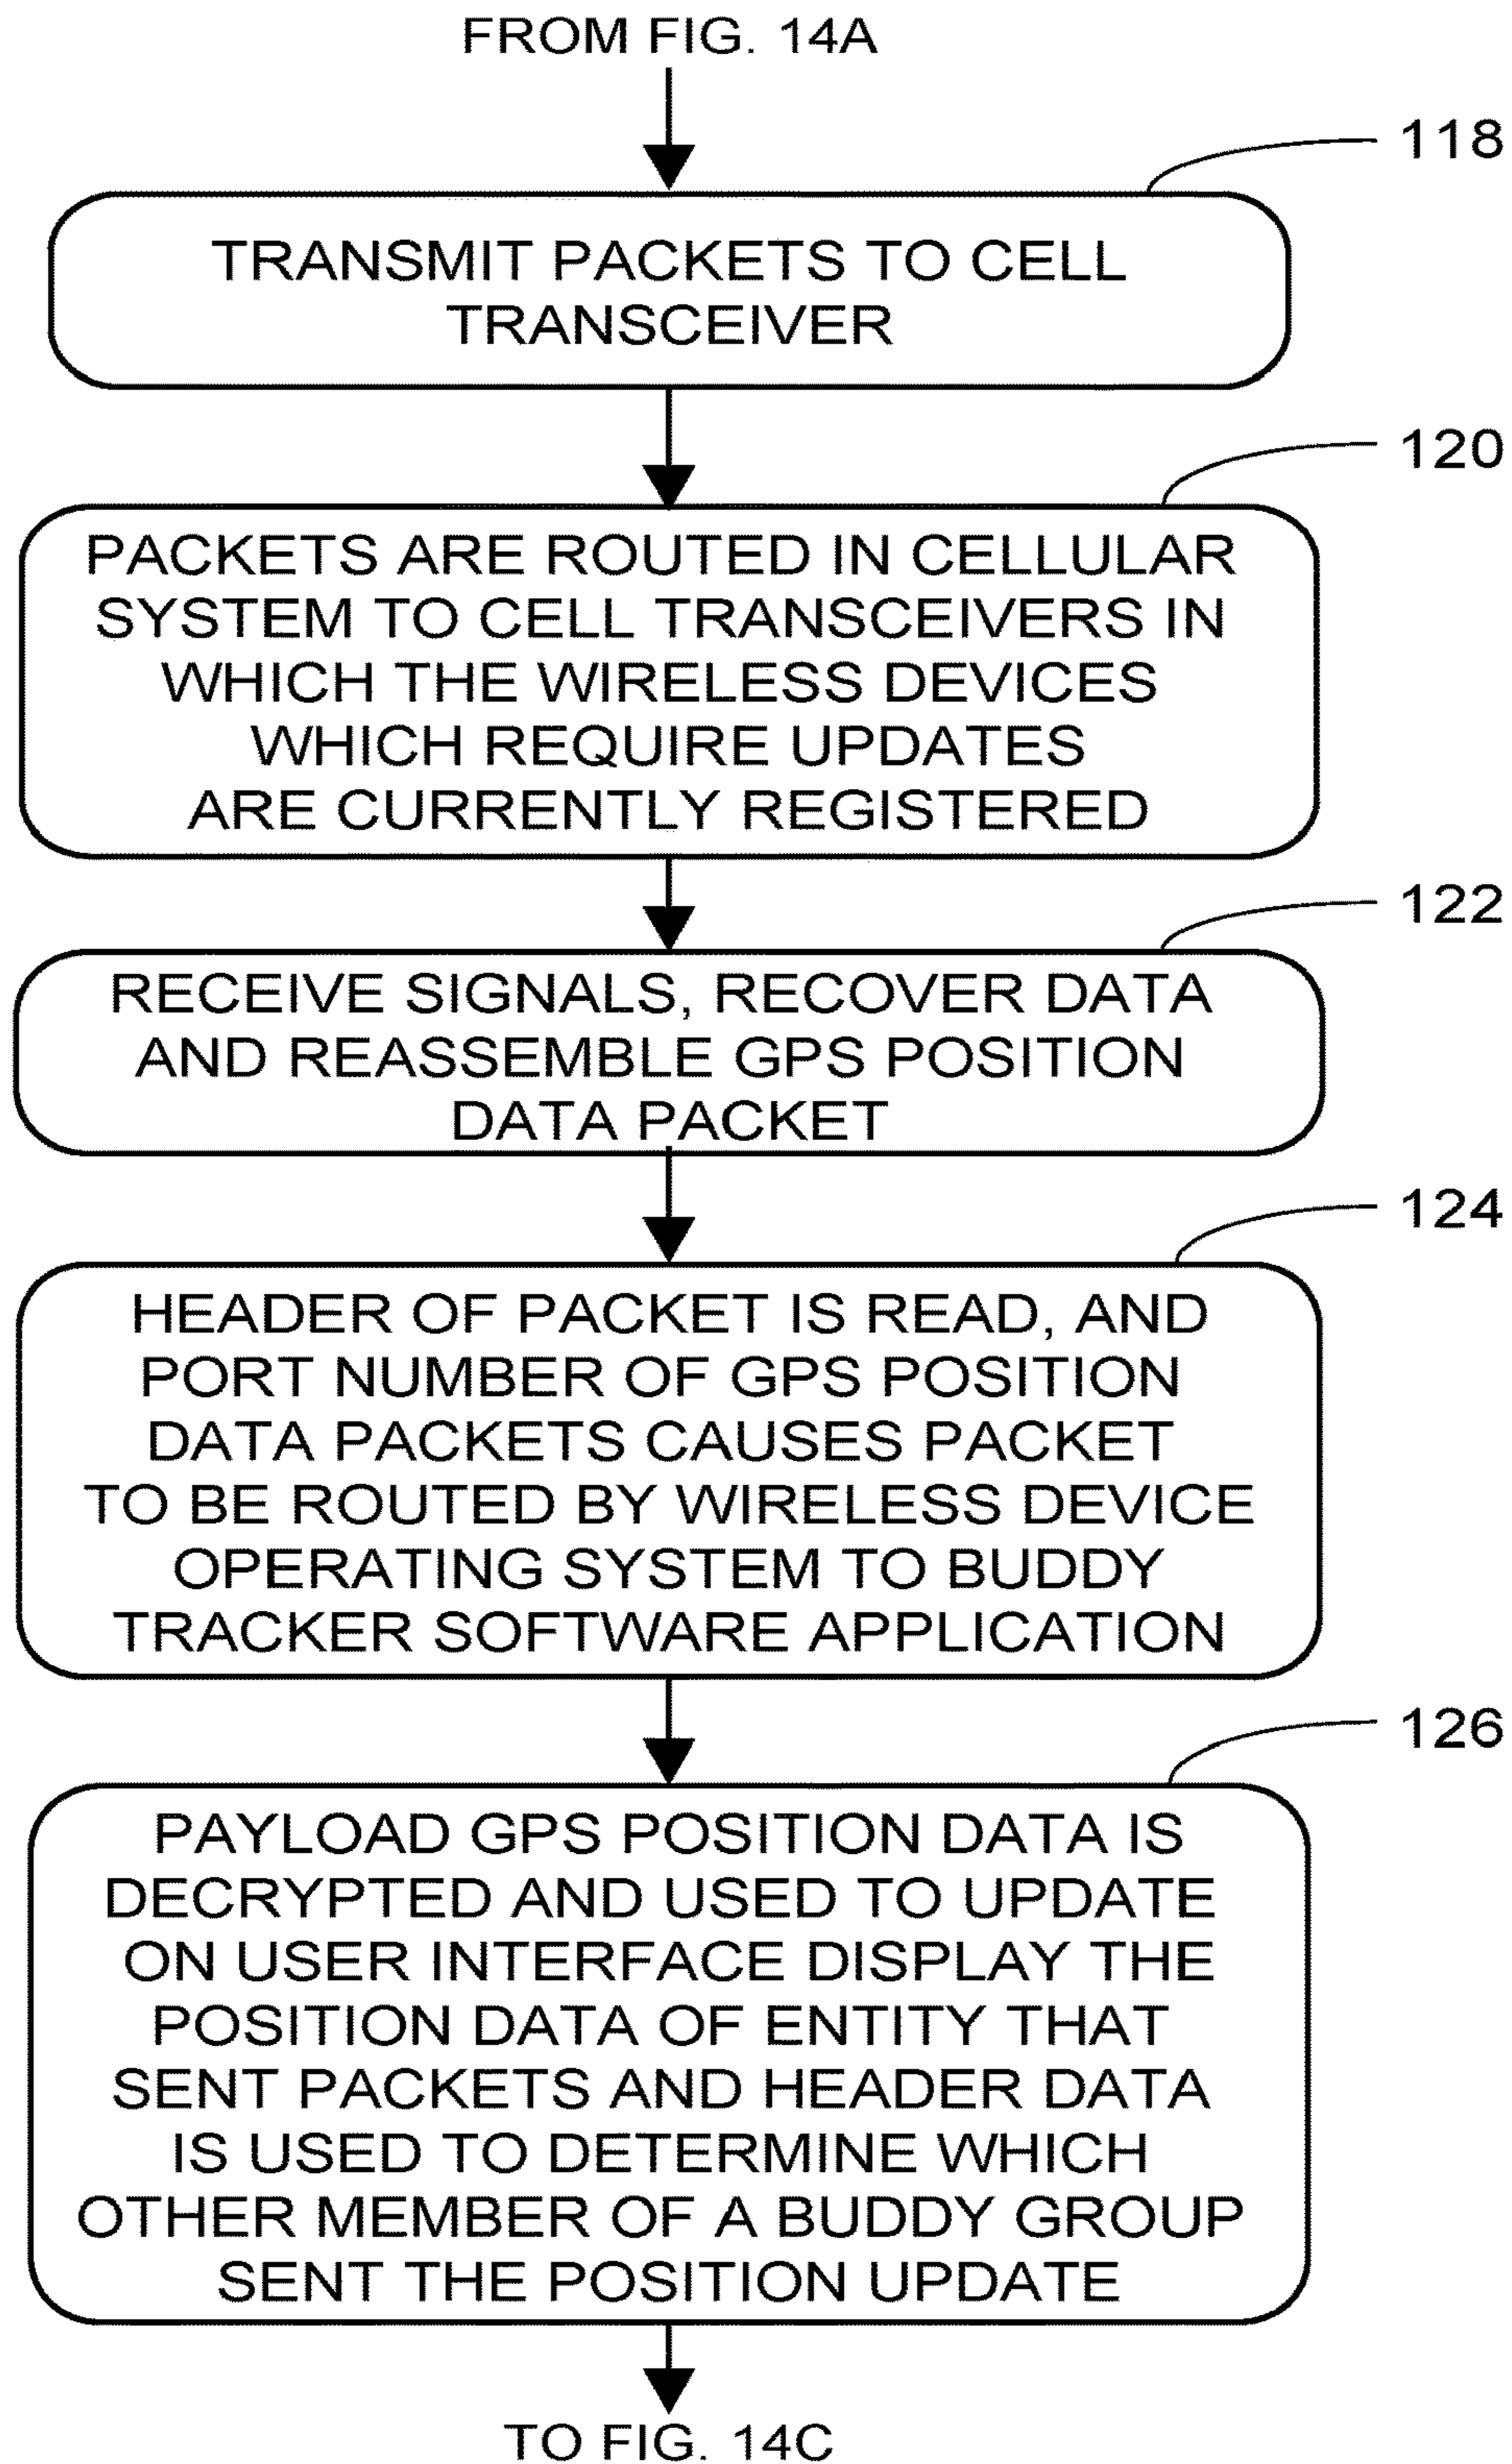 FROM FIG. 14A
118
TRANSMIT PACKETS TO CELL
TRANSCEIVER
120
PACKETS ARE ROUTED IN CELLULAR
SYSTEM TO CELL TRANSCEIVERS IN
WHICH THE WIRELESS DEVICES
WHICH REQUIRE UPDATES
ARE CURRENTLY REGISTERED
122
RECEIVE SIGNALS, RECOVER DATA
AND REASSEMBLE GPS POSITION
DATA PACKET
124
HEADER OF PACKET IS READ, AND
PORT NUMBER OF GPS POSITION
DATA PACKETS CAUSES PACKET
TO BE ROUTED BY WIRELESS DEVICE
OPERATING SYSTEM TO BUDDY
TRACKER SOFTWARE APPLICATION
126
PAYLOAD GPS POSITION DATA IS
DECRYPTED AND USED TO UPDATE
ON USER INTERFACE DISPLAY THE
POSITION DATA OF ENTITY THAT
SENT PACKETS AND HEADER DATA
IS USED TO DETERMINE WHICH
OTHER MEMBER OF A BUDDY GROUP
SENT THE POSITION UPDATE
TO FIG. 14C